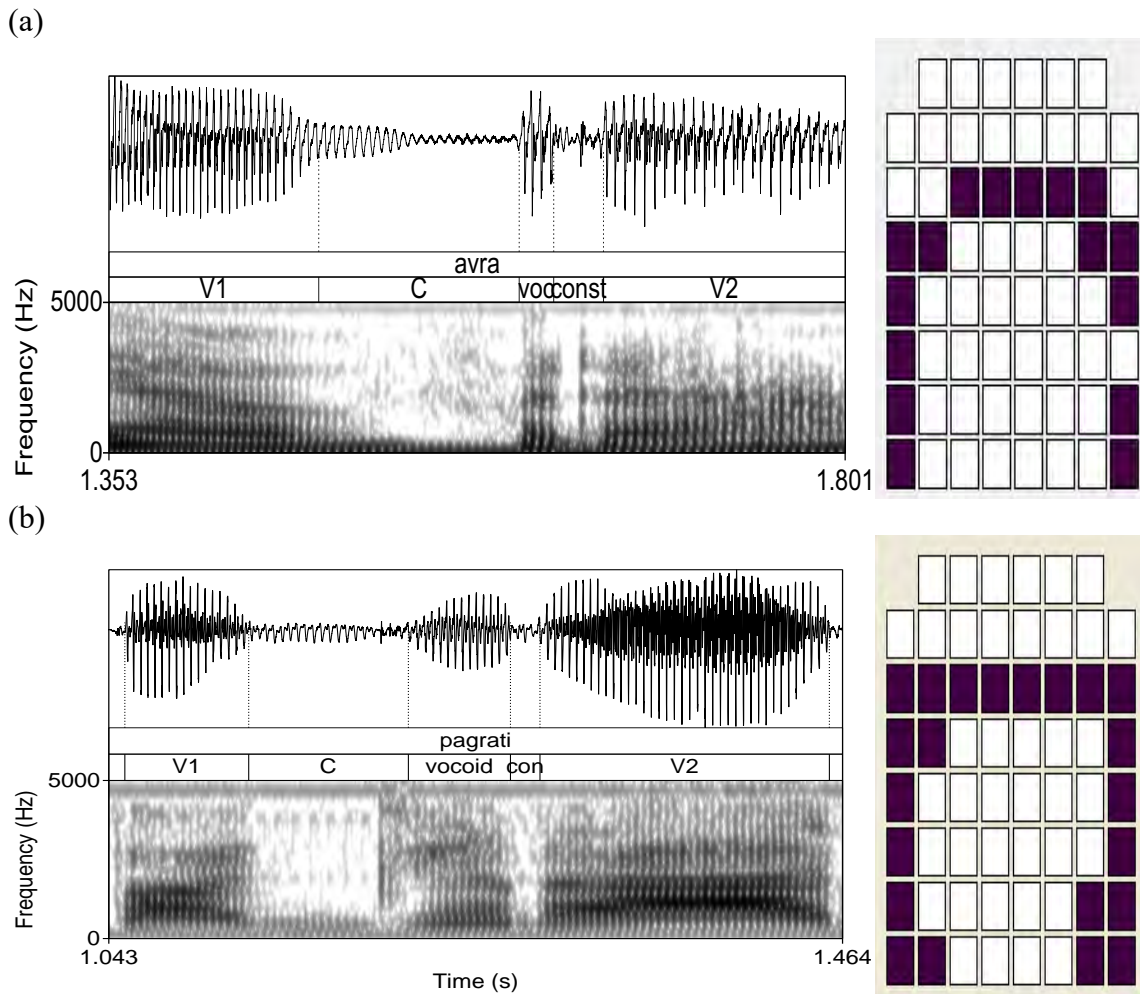 (a)
avra
V1 C voc const. V2
5000
Frequency (Hz)
0
1.353 1.801
(b)
pagrati
V1 C vocoid con V2
5000
Frequency (Hz)
0
1.043 1.464
Time (s)